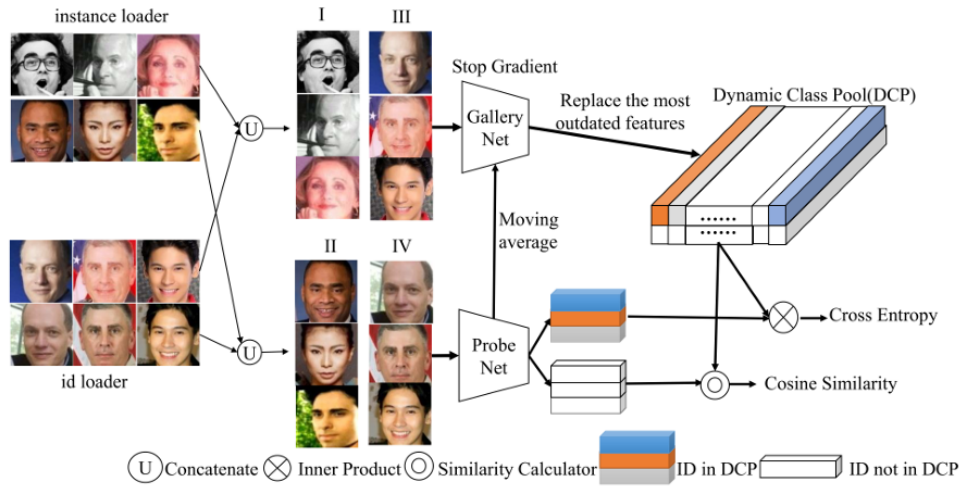 instance loader
I
III
Stop Gradient
Gallery
Net
Replace the most
outdated features
Dynamic Class Pool(DCP)
U
......
......
Moving
average
II
IV
id loader
U
Probe
Net
Cross Entropy
Cosine Similarity
U Concatenate
Inner Product
Similarity Calculator
ID in DCP
ID not in DCP